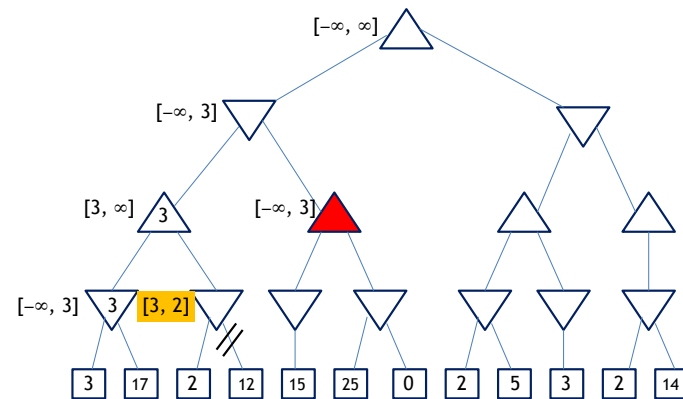 [–∞, ∞]
[–∞, 3]
[3, ∞] 3 [–∞, 3]
[–∞, 3] 3 [3, 2]
3 17 2 12 15 25 0 2 5 3 2 14